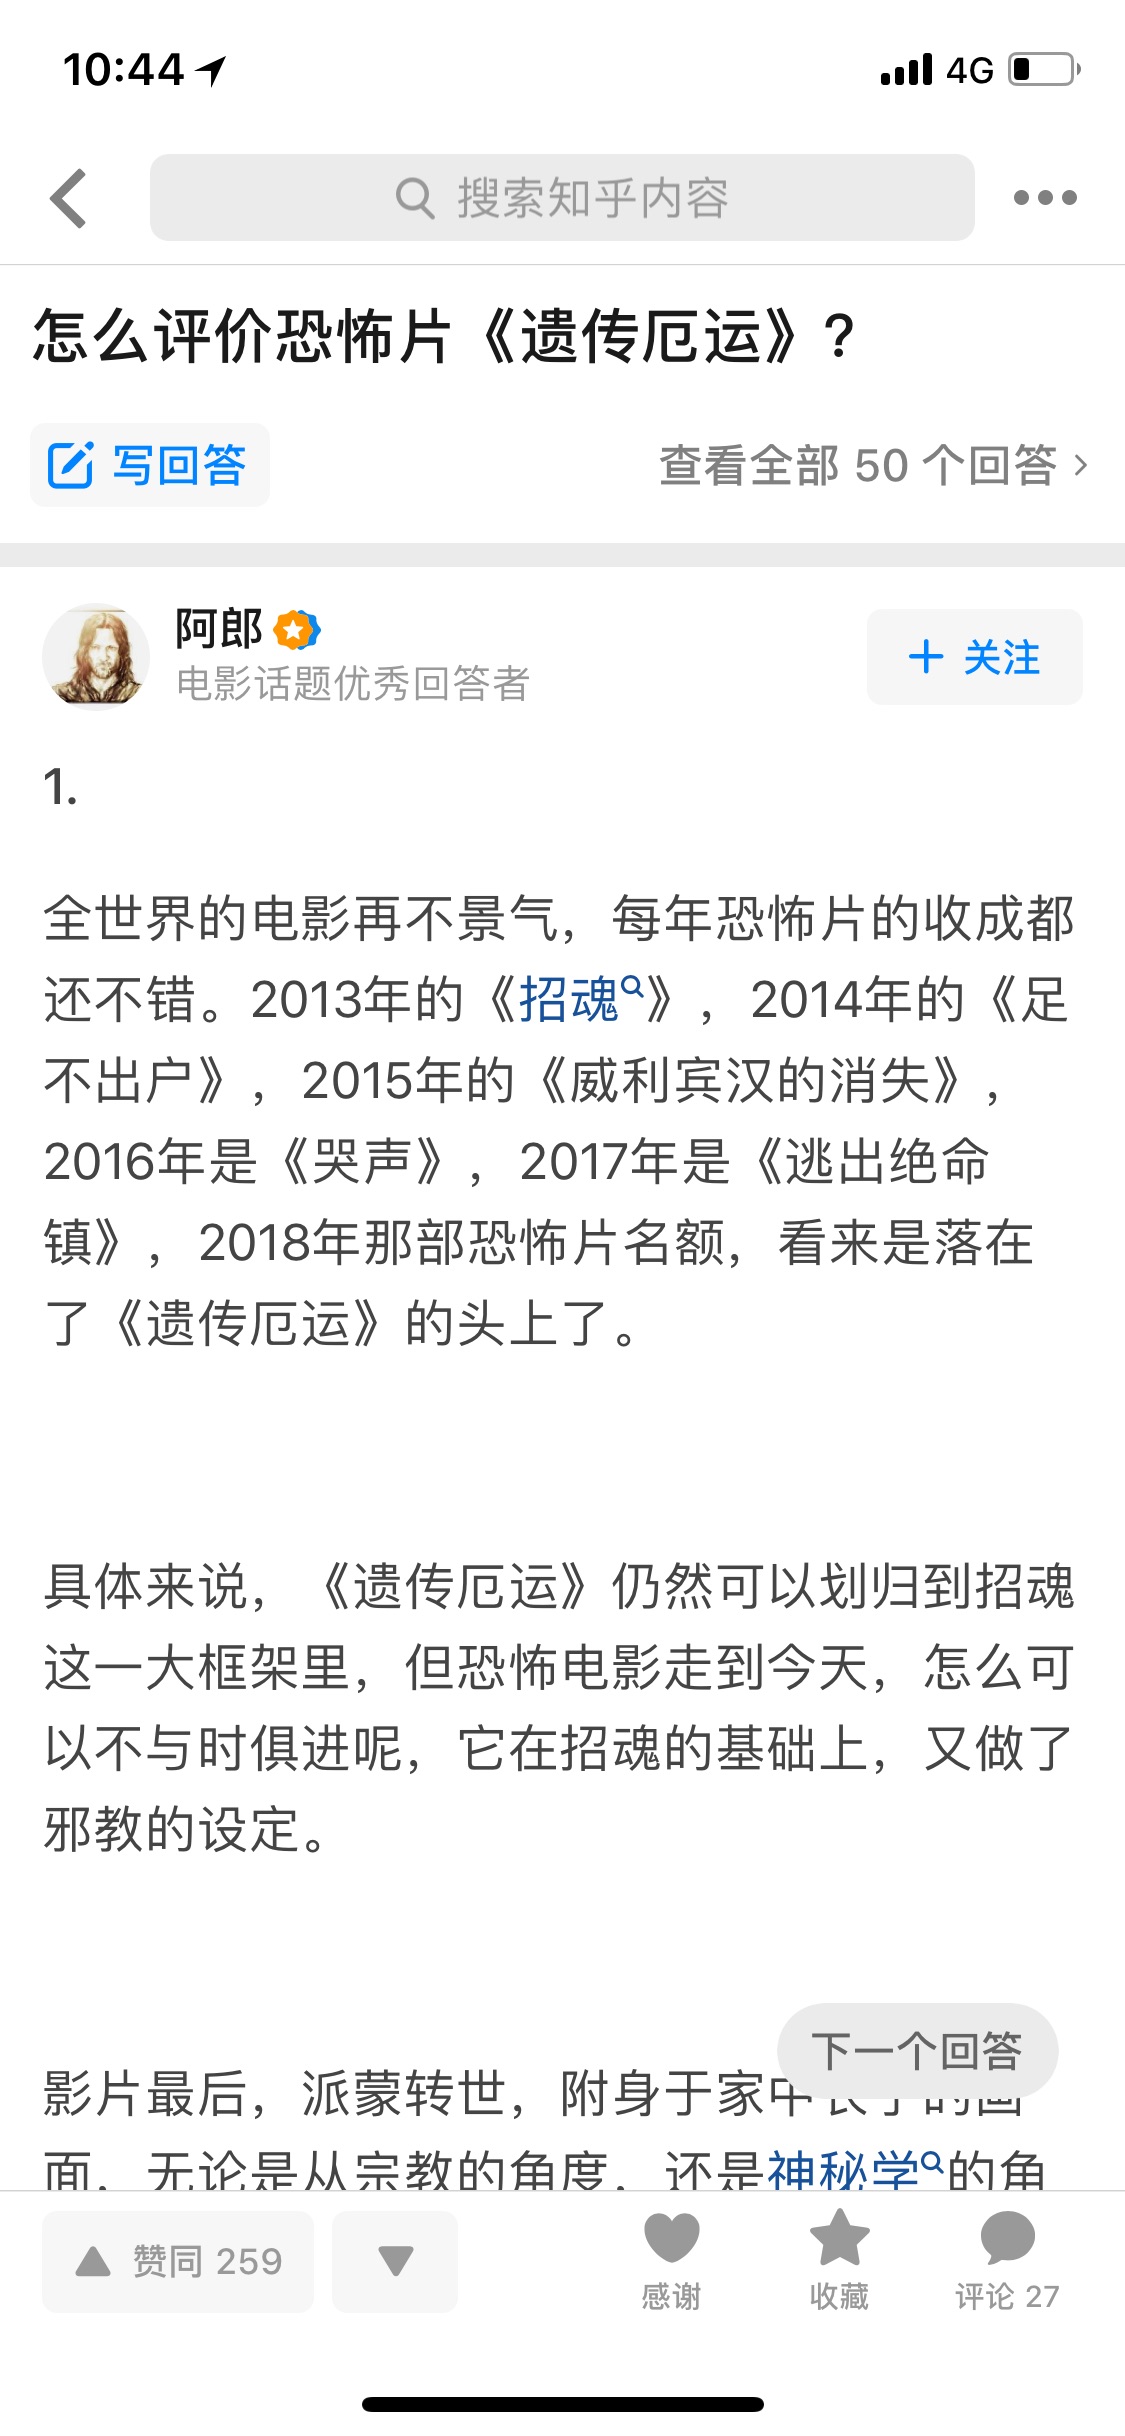 10:44
4G
搜索知乎内容
怎么评价恐怖片《遗传厄运》?
写回答
查看全部 50 个回答
阿郎
电影话题优秀回答者
关注
1.
全世界的电影再不景气，每年恐怖片的收成都
还不错。2013年的《招魂》，2014年的《足
不出户》，2015年的《威利宾汉的消失》，
2016年是《哭声》，2017年是《逃出绝命
镇》，2018年那部恐怖片名额，看来是落在
了《遗传厄运》的头上了。
具体来说，《遗传厄运》仍然可以划归到招魂
这一大框架里，但恐怖电影走到今天，怎么可
以不与时俱进呢，它在招魂的基础上，又做了
邪教的设定。
下一个回答
影片最后，派蒙转世，附身于家中长子的画
面，无论是从宗教的角度，还是神秘学的角
赞同 259
感谢
收藏
评论 27